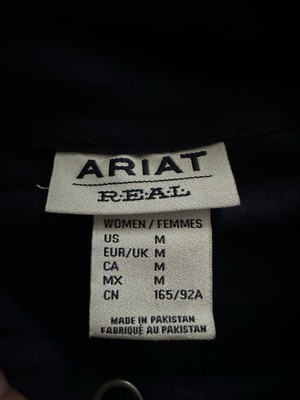 ARIAT
R.E.A.L.
WOMEN / FEMMES
US M
EUR/UK M
CA M
MX M
CN 165/92A
MADE IN PAKISTAN
FABRIQUÉ AU PAKISTAN